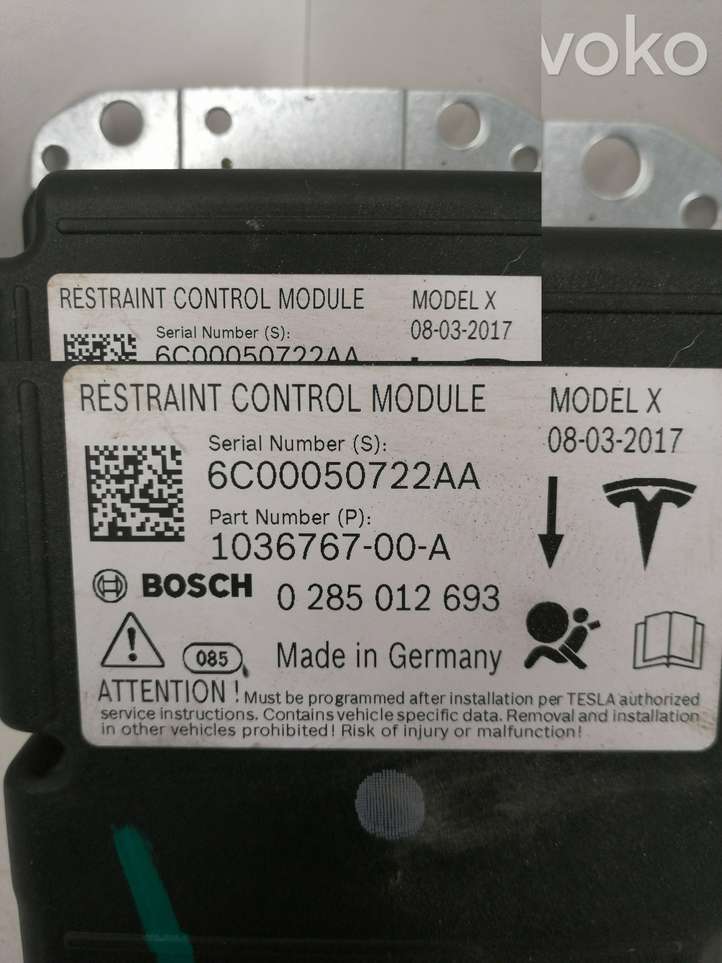 voko
RESTRAINT CONTROL MODULE MODEL X
Serial Number (S): 08-03-2017
6C00050722AA
RESTRAINT CONTROL MODULE MODEL X
Serial Number (S): 08-03-2017
6C00050722AA
Part Number (P):
1036767-00-A
BOSCH 0 285 012 693
085 Made in Germany
ATTENTION ! Must be programmed after installation per TESLA authorized
service instructions. Contains vehicle specific data. Removal and installation
in other vehicles prohibited! Risk of injury or malfunction!